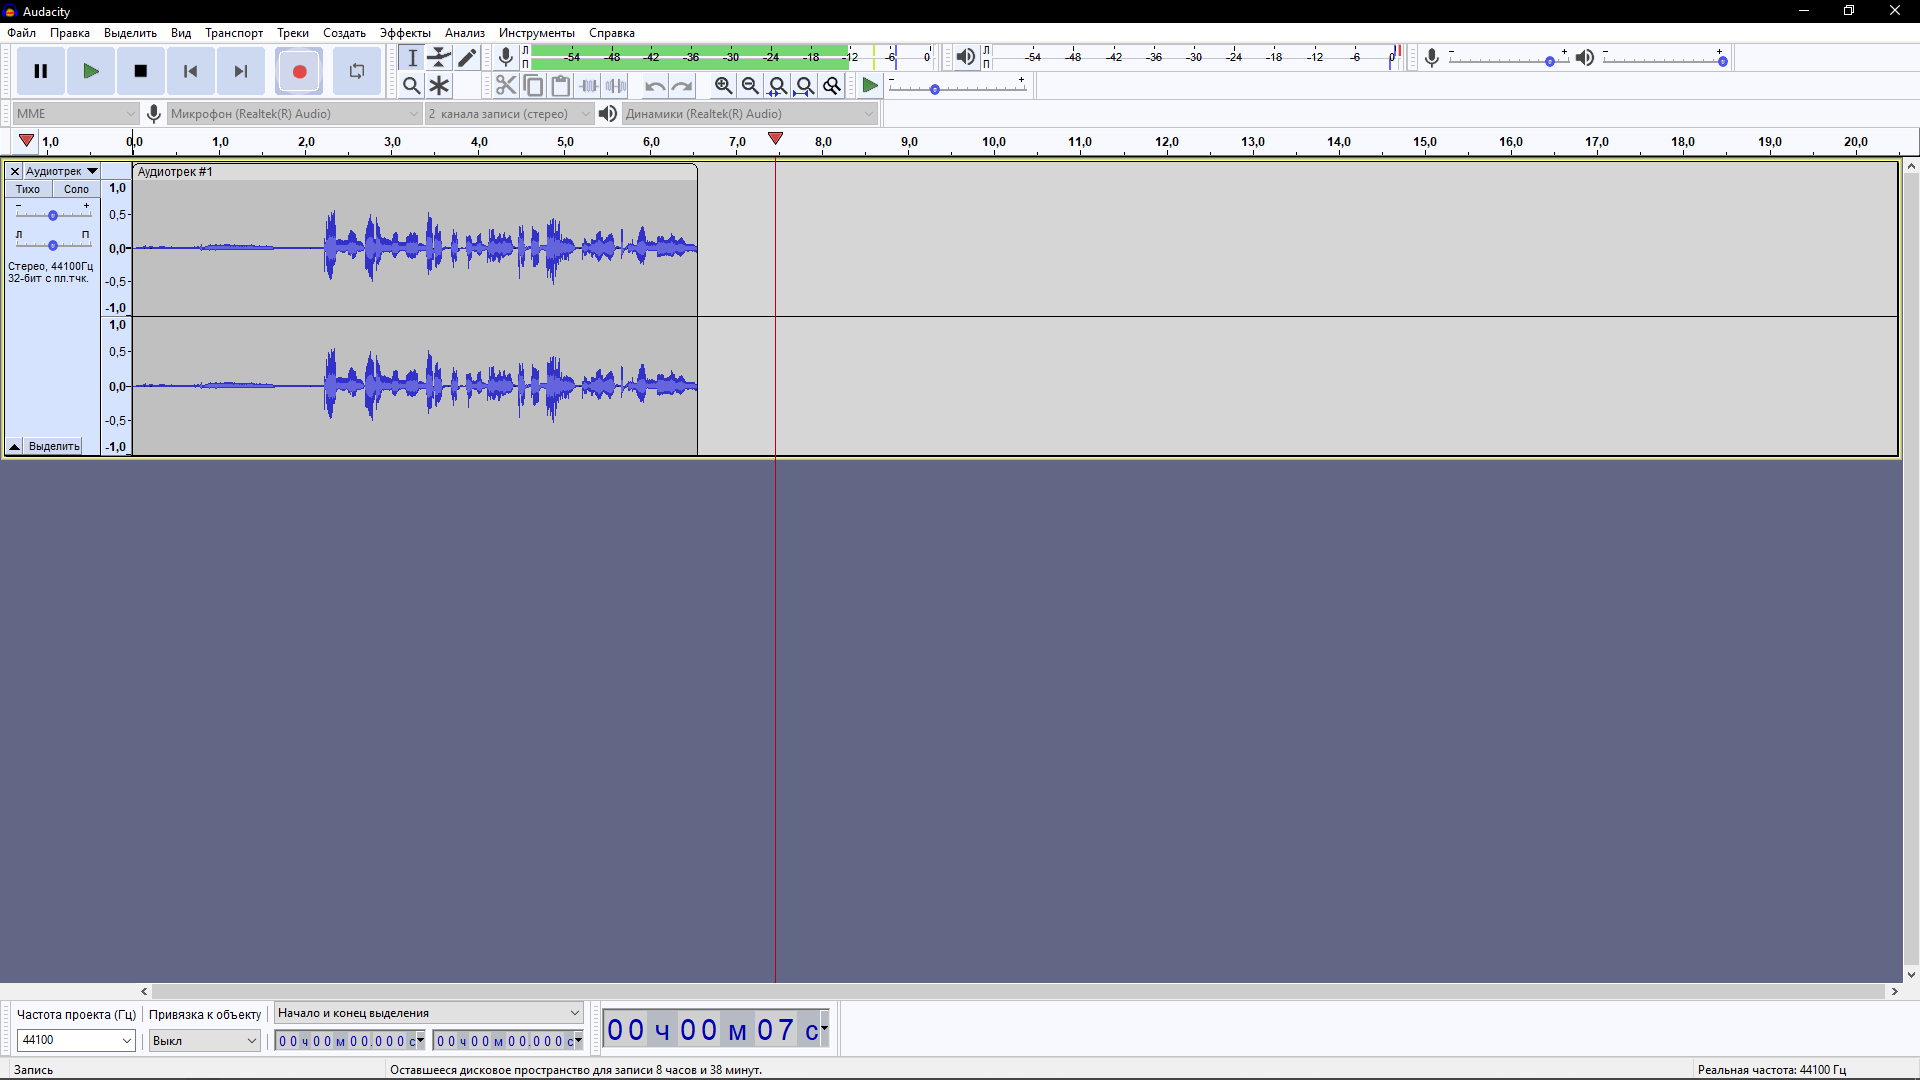 Audacity
Файл Правка Выделить Вид Транспорт Треки Создать Эффекты Анализ Инструменты Справка
Л П -54 -48 -42 -36 -30 -24 -18 -12 -6 0
Л П -54 -48 -42 -36 -30 -24 -18 -12 -6 0
MME Микрофон (Realtek(R) Audio) 2 канала записи (стерео) Динамики (Realtek(R) Audio)
1,0 0,0 1,0 2,0 3,0 4,0 5,0 6,0 7,0 8,0 9,0 10,0 11,0 12,0 13,0 14,0 15,0 16,0 17,0 18,0 19,0 20,0
Аудиотрек Аудиотрек #1
Тихо Соло
Л П
Стерео, 44100Гц
32-бит с пл.тчк.
Выделить
1,0
0,5
0,0
-0,5
-1,0
1,0
0,5
0,0
-0,5
-1,0
Частота проекта (Гц) Привязка к объекту Начало и конец выделения
44100 Выкл 00 ч 00 м 00.000 с 00 ч 00 м 00.000 с
00 ч 00 м 07 с
Запись Оставшееся дисковое пространство для записи 8 часов и 38 минут. Реальная частота: 44100 Гц